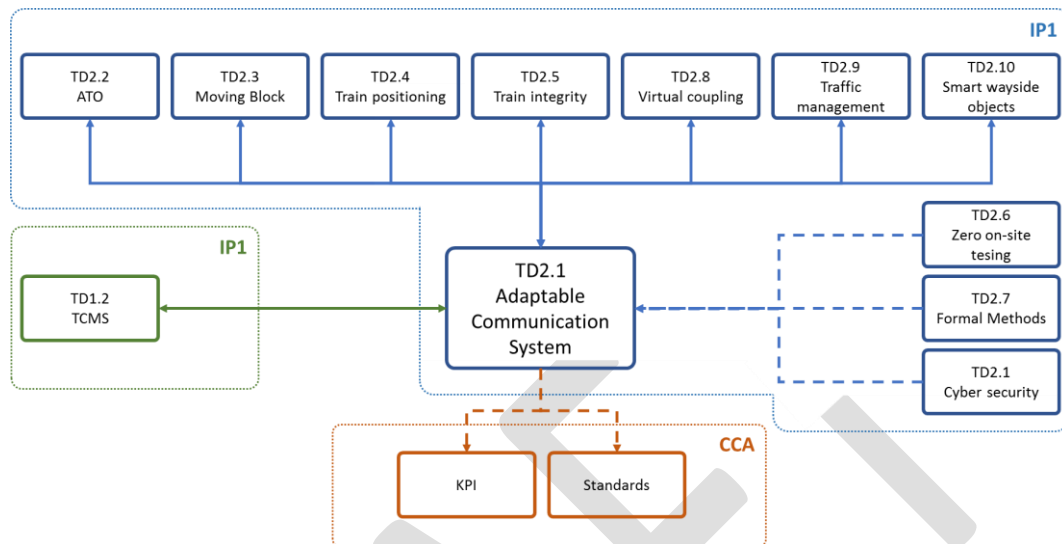 IP1
TD2.2
ATO
TD2.3
Moving Block
TD2.4
Train positioning
TD2.5
Train integrity
TD2.8
Virtual coupling
TD2.9
Traffic
management
TD2.10
Smart wayside
objects
IP1
TD1.2
TCMS
TD2.1
Adaptable
Communication
System
TD2.6
Zero on-site
tesing
TD2.7
Formal Methods
TD2.1
Cyber security
CCA
KPI
Standards